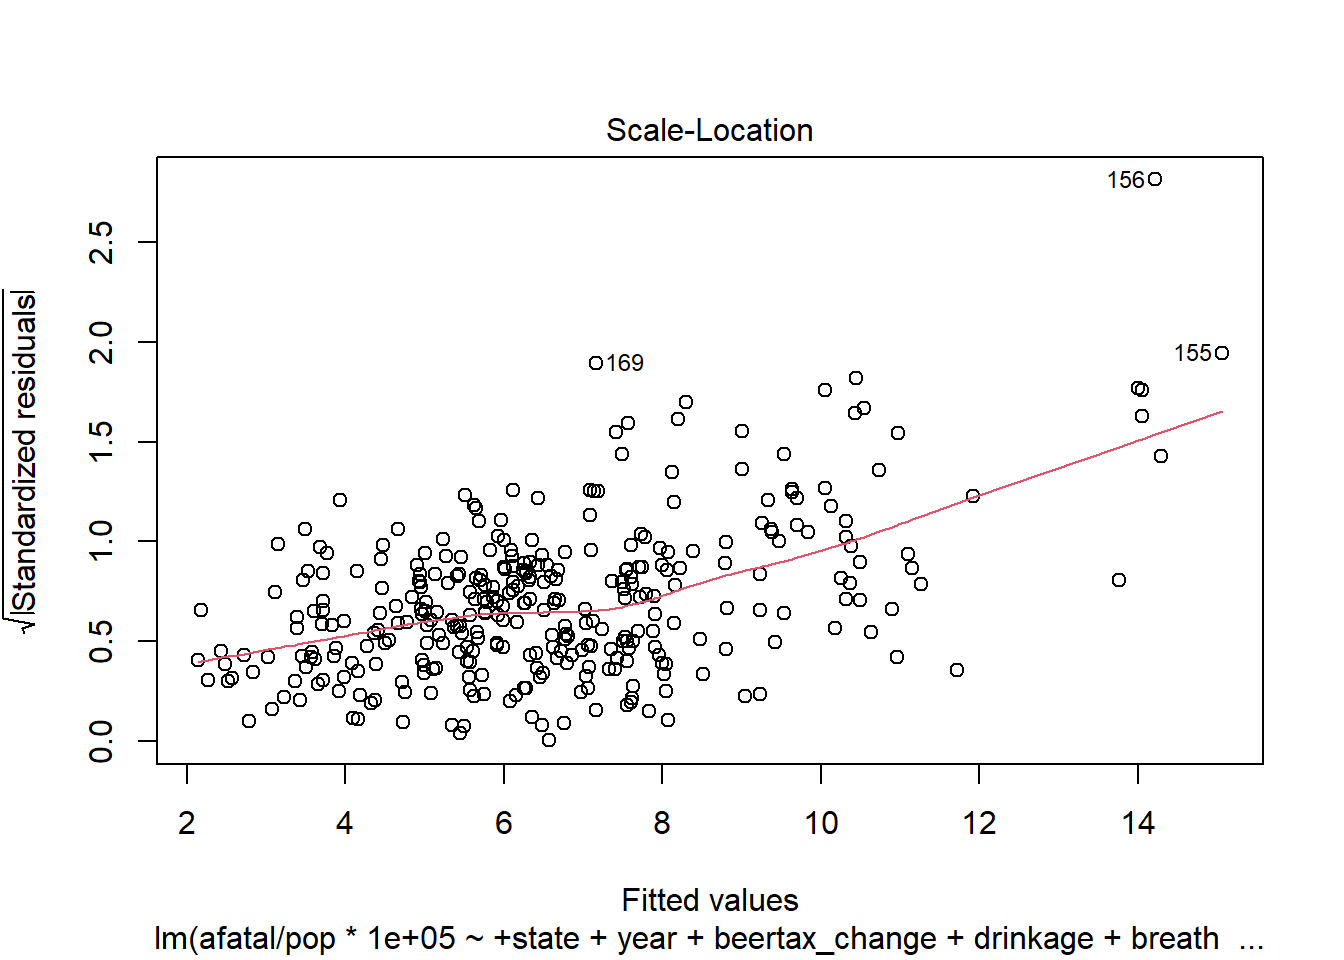 Scale-Location
√|Standardized residuals|
2.5
2.0
1.5
1.0
0.5
0.0
156
155
169
2 4 6 8 10 12 14
Fitted values
lm(afatal/pop * 1e+05 ~ +state + year + beertax_change + drinkage + breath ...